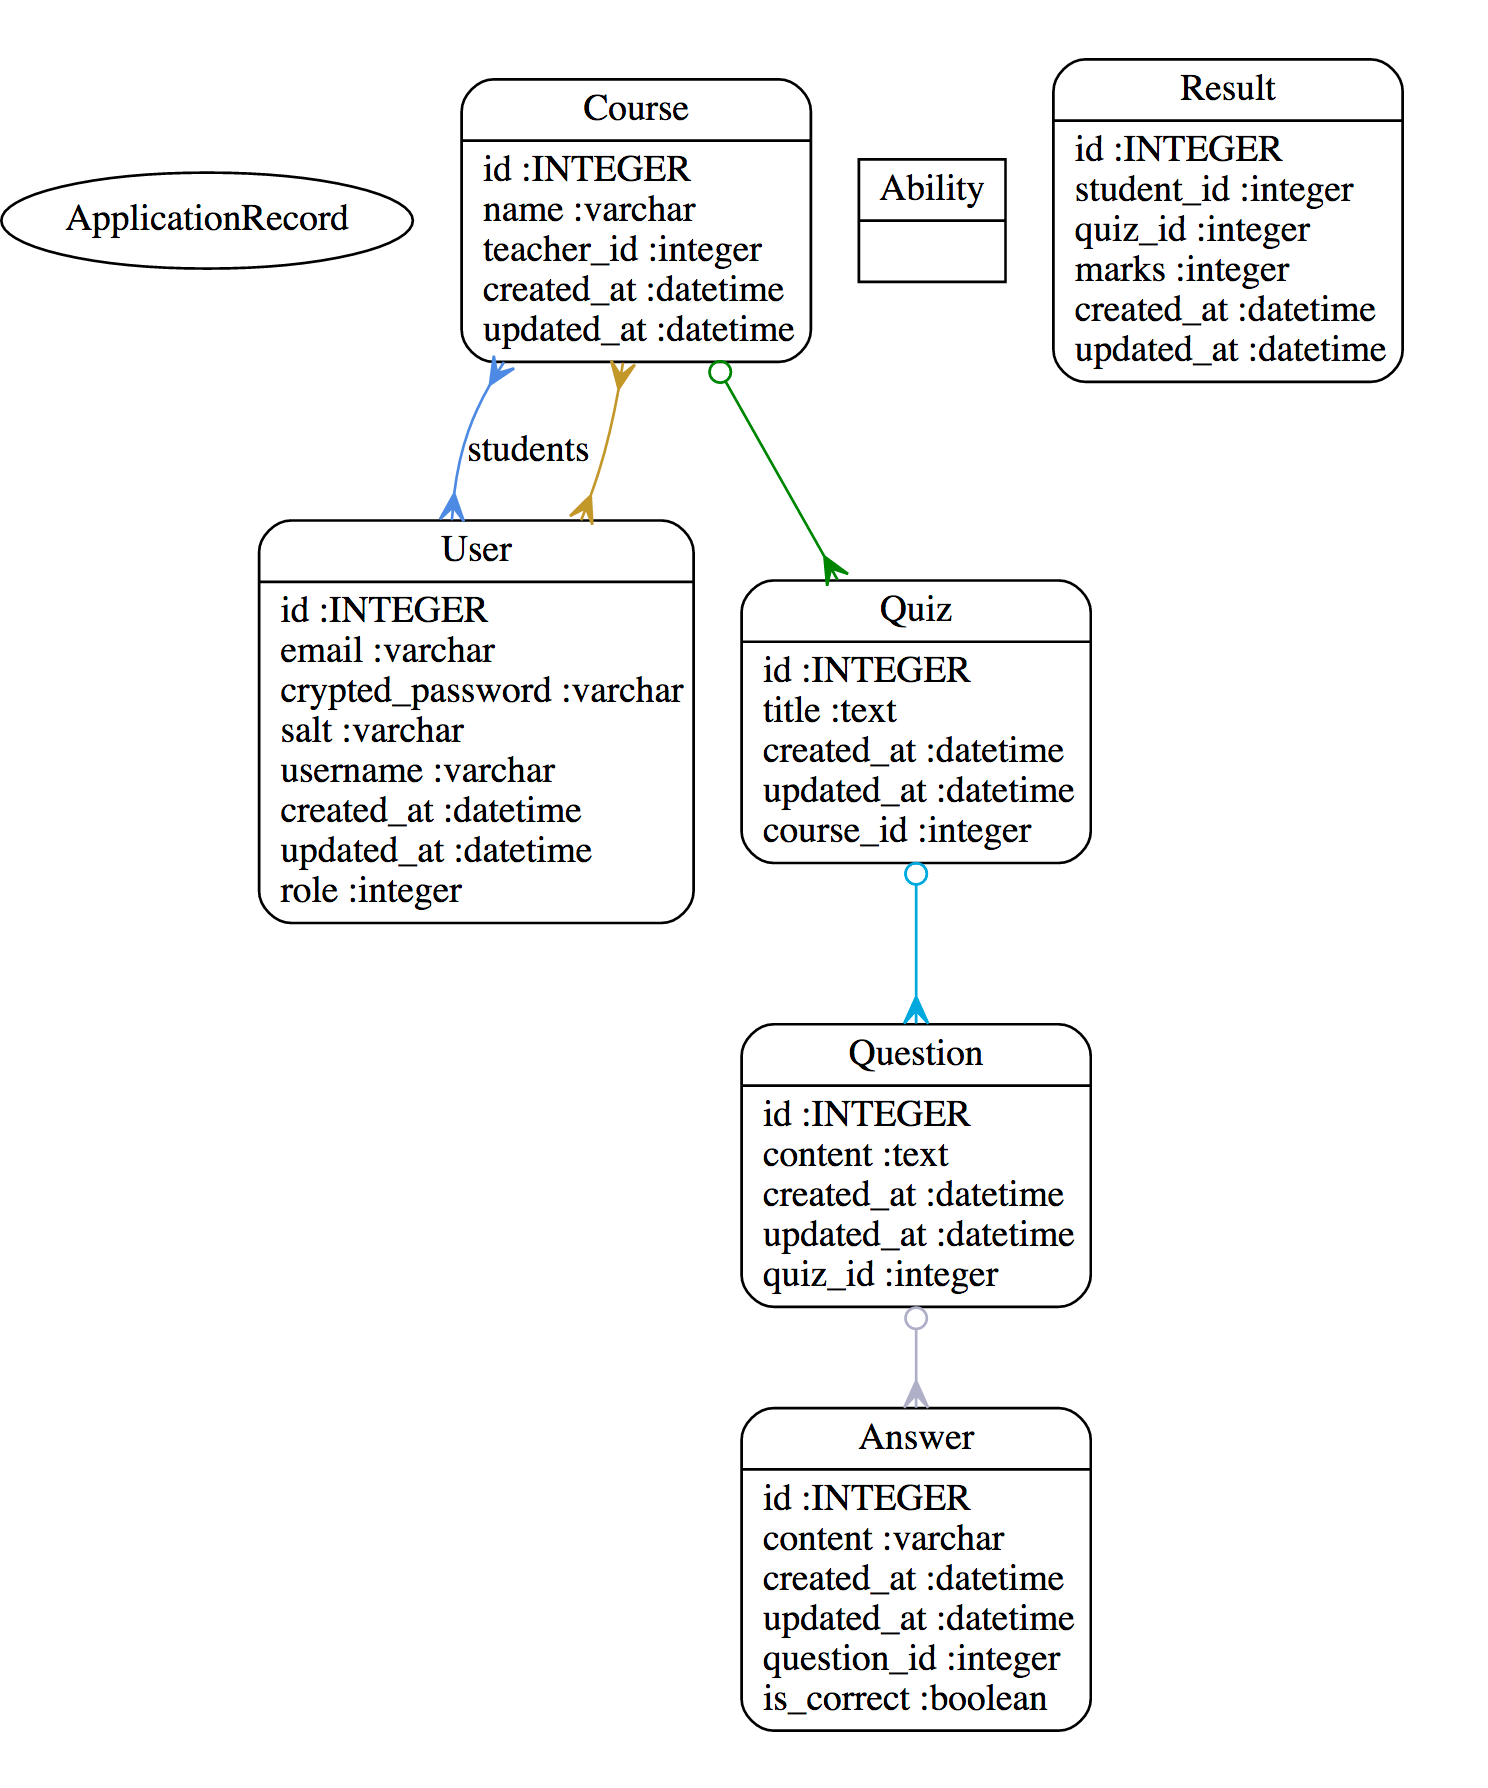 ApplicationRecord
Course
id :INTEGER
name :varchar
teacher_id :integer
created_at :datetime
updated_at :datetime
Ability
Result
id :INTEGER
student_id :integer
quiz_id :integer
marks :integer
created_at :datetime
updated_at :datetime
students
User
id :INTEGER
email :varchar
crypted_password :varchar
salt :varchar
username :varchar
created_at :datetime
updated_at :datetime
role :integer
Quiz
id :INTEGER
title :text
created_at :datetime
updated_at :datetime
course_id :integer
Question
id :INTEGER
content :text
created_at :datetime
updated_at :datetime
quiz_id :integer
Answer
id :INTEGER
content :varchar
created_at :datetime
updated_at :datetime
question_id :integer
is_correct :boolean